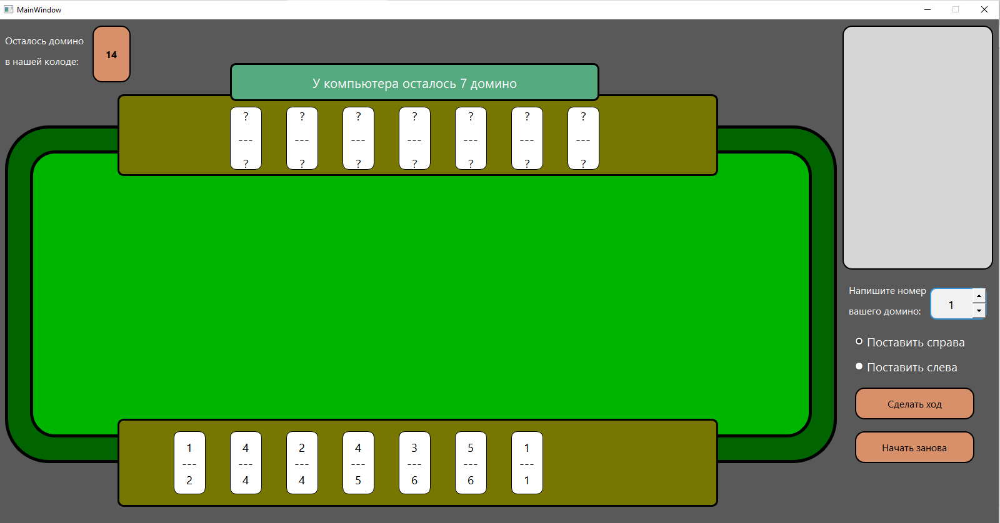 MainWindow
Осталось домино
в нашей колоде:
14
У компьютера осталось 7 домино
? ? ? ? ? ? ?
--- --- --- --- --- --- ---
? ? ? ? ? ? ?
Напишите номер
вашего домино:
1
Поставить справа
Поставить слева
Сделать ход
Начать занова
1 4 2 4 3 5 1
--- --- --- --- --- --- ---
2 4 4 5 6 6 1